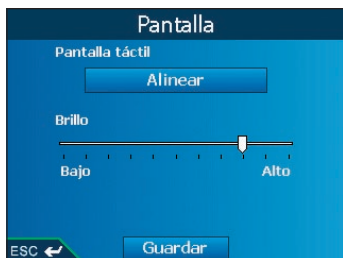 Pantalla
Pantalla táctil
Alinear
Brillo
Bajo Alto
ESC Guardar